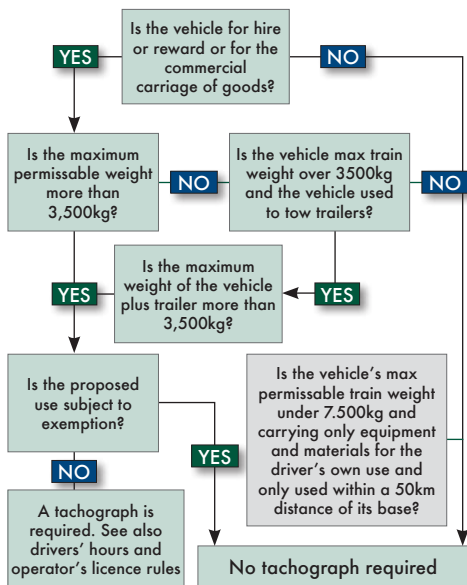 Is the vehicle for hire
or reward or for the
commercial
carriage of goods?
YES
NO
Is the maximum
permissable weight
more than
3,500kg?
NO
Is the vehicle max train
weight over 3500kg
and the vehicle used
to tow trailers?
NO
YES
Is the maximum
weight of the vehicle
plus trailer more than
3,500kg?
YES
Is the proposed
use subject to
exemption?
YES
NO
A tachograph is
required. See also
drivers' hours and
operator's licence rules
Is the vehicle's max
permissable train weight
under 7.500kg and
carrying only equipment
and materials for the
driver's own use and
only used within a 50km
distance of its base?
No tachograph required